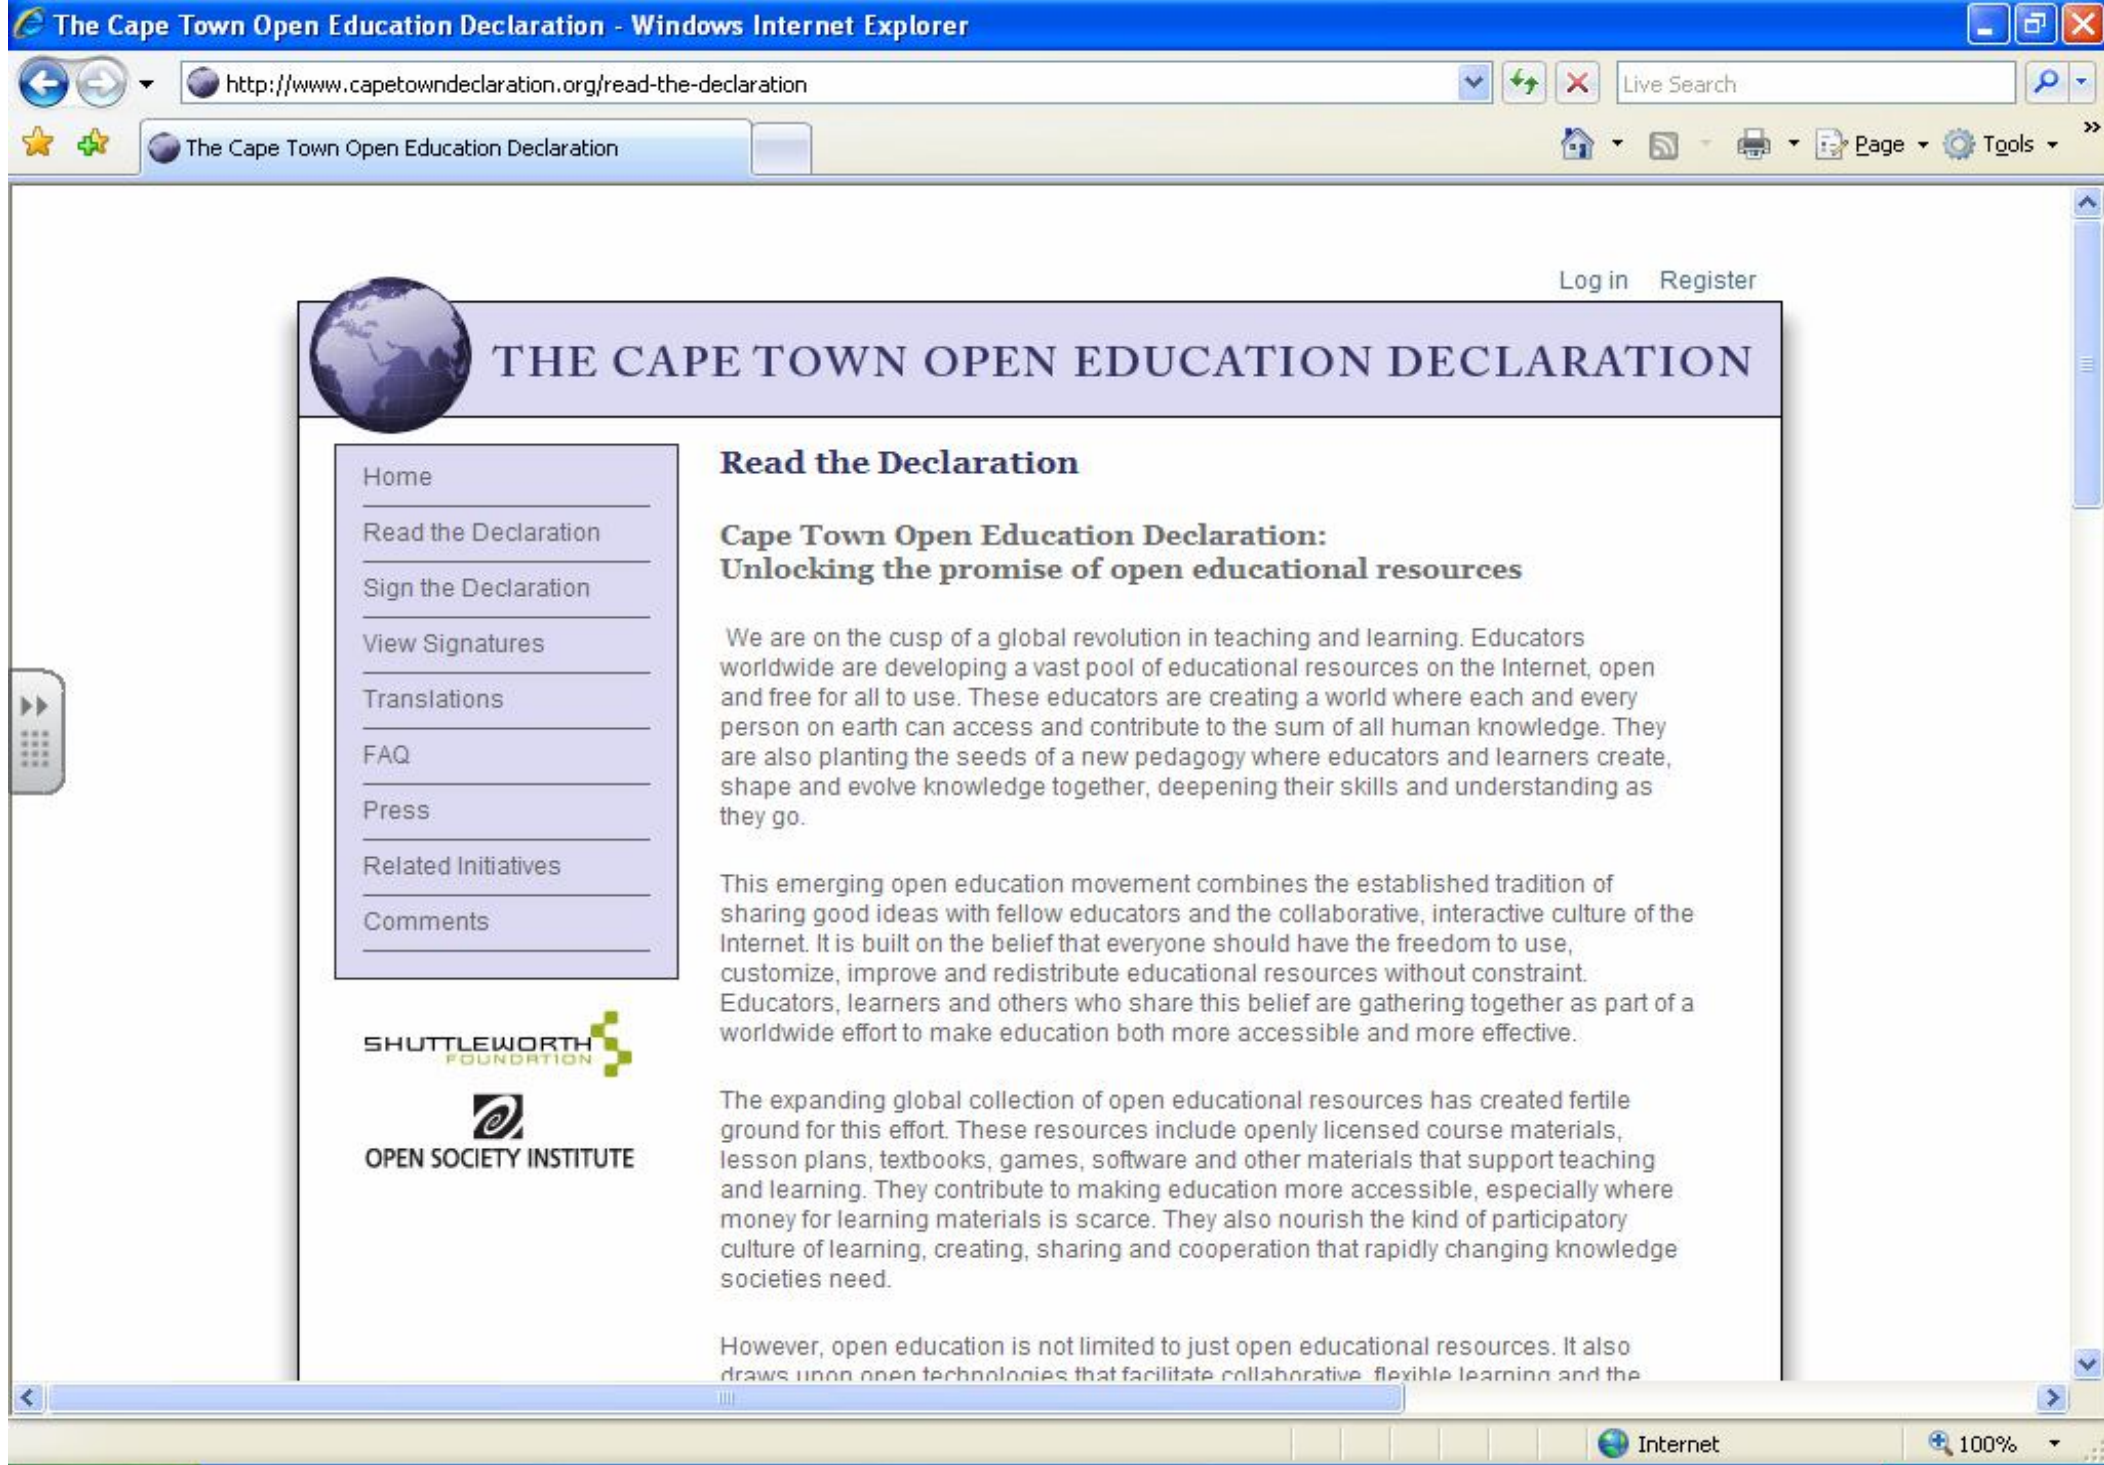 The Cape Town Open Education Declaration - Windows Internet Explorer
http://www.capetowndeclaration.org/read-the-declaration
Live Search
The Cape Town Open Education Declaration
Page
Tools
Log in Register
THE CAPE TOWN OPEN EDUCATION DECLARATION
Home
Read the Declaration
Sign the Declaration
View Signatures
Translations
FAQ
Press
Related Initiatives
Comments
SHUTTLEWORTH
FOUNDATION
OPEN SOCIETY INSTITUTE
Read the Declaration
Cape Town Open Education Declaration:
Unlocking the promise of open educational resources
We are on the cusp of a global revolution in teaching and learning. Educators
worldwide are developing a vast pool of educational resources on the Internet, open
and free for all to use. These educators are creating a world where each and every
person on earth can access and contribute to the sum of all human knowledge. They
are also planting the seeds of a new pedagogy where educators and learners create,
shape and evolve knowledge together, deepening their skills and understanding as
they go.
This emerging open education movement combines the established tradition of
sharing good ideas with fellow educators and the collaborative, interactive culture of the
Internet. It is built on the belief that everyone should have the freedom to use,
customize, improve and redistribute educational resources without constraint.
Educators, learners and others who share this belief are gathering together as part of a
worldwide effort to make education both more accessible and more effective.
The expanding global collection of open educational resources has created fertile
ground for this effort. These resources include openly licensed course materials,
lesson plans, textbooks, games, software and other materials that support teaching
and learning. They contribute to making education more accessible, especially where
money for learning materials is scarce. They also nourish the kind of participatory
culture of learning, creating, sharing and cooperation that rapidly changing knowledge
societies need.
However, open education is not limited to just open educational resources. It also
draws upon open technologies that facilitate collaborative, flexible learning and the
Internet
100%